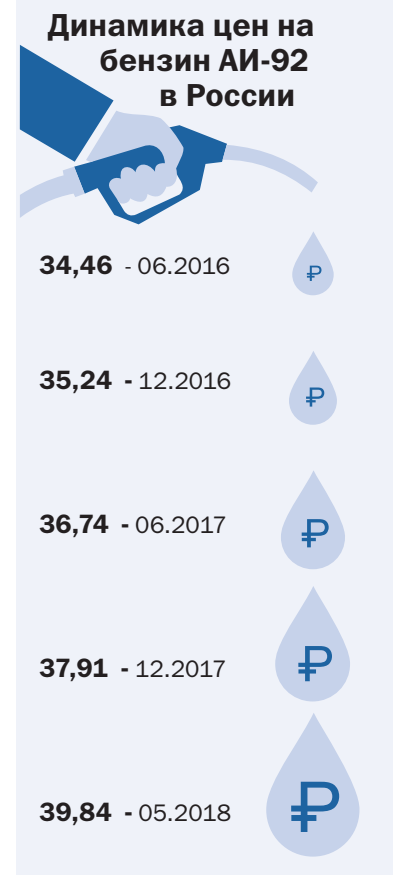 Динамика цен на
бензин АИ-92
в России
34,46 - 06.2016 ₽
35,24 - 12.2016 ₽
36,74 - 06.2017 ₽
37,91 - 12.2017 ₽
39,84 - 05.2018 ₽